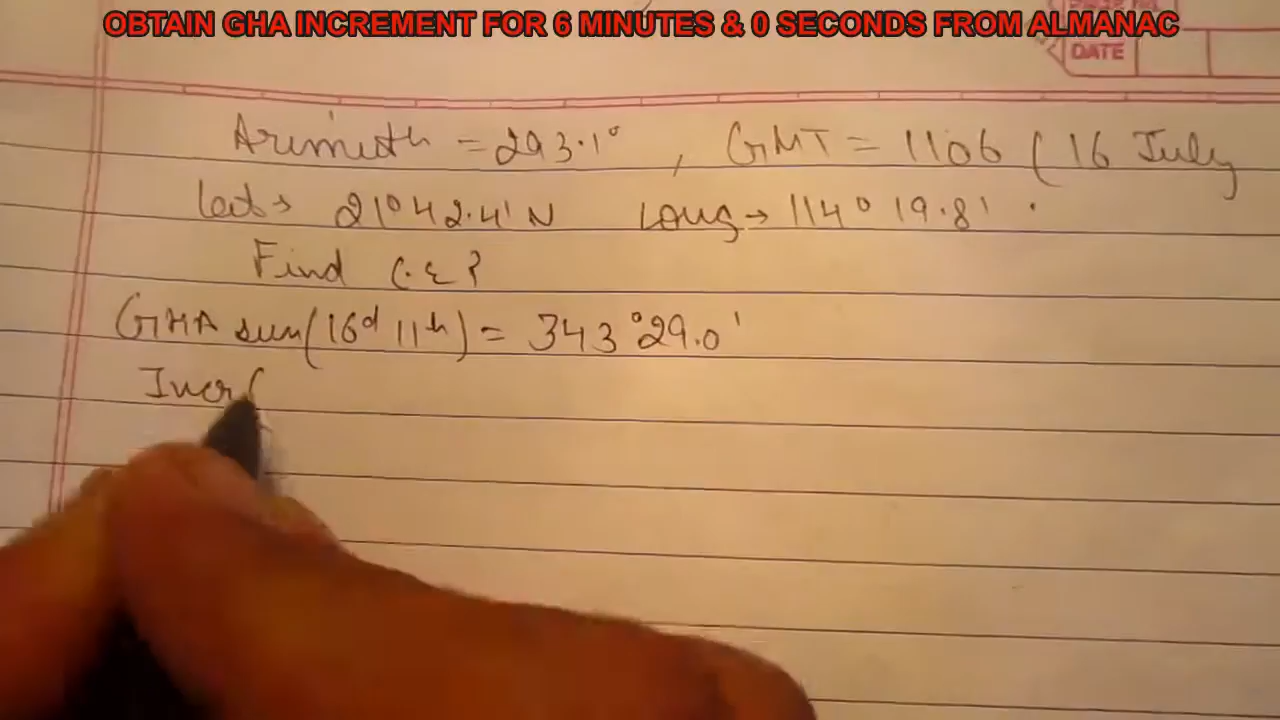 OBTAIN GHA INCREMENT FOR 6 MINUTES & 0 SECONDS FROM ALMANAC
DATE
Azimuth = 293.1° , GMT = 1106 ( 16 July
Lat→ 21° 42.4' N Long→ 114° 19.8' .
Find C.E?
GHA sun(16d 11h) = 343°29.0'
Incr(